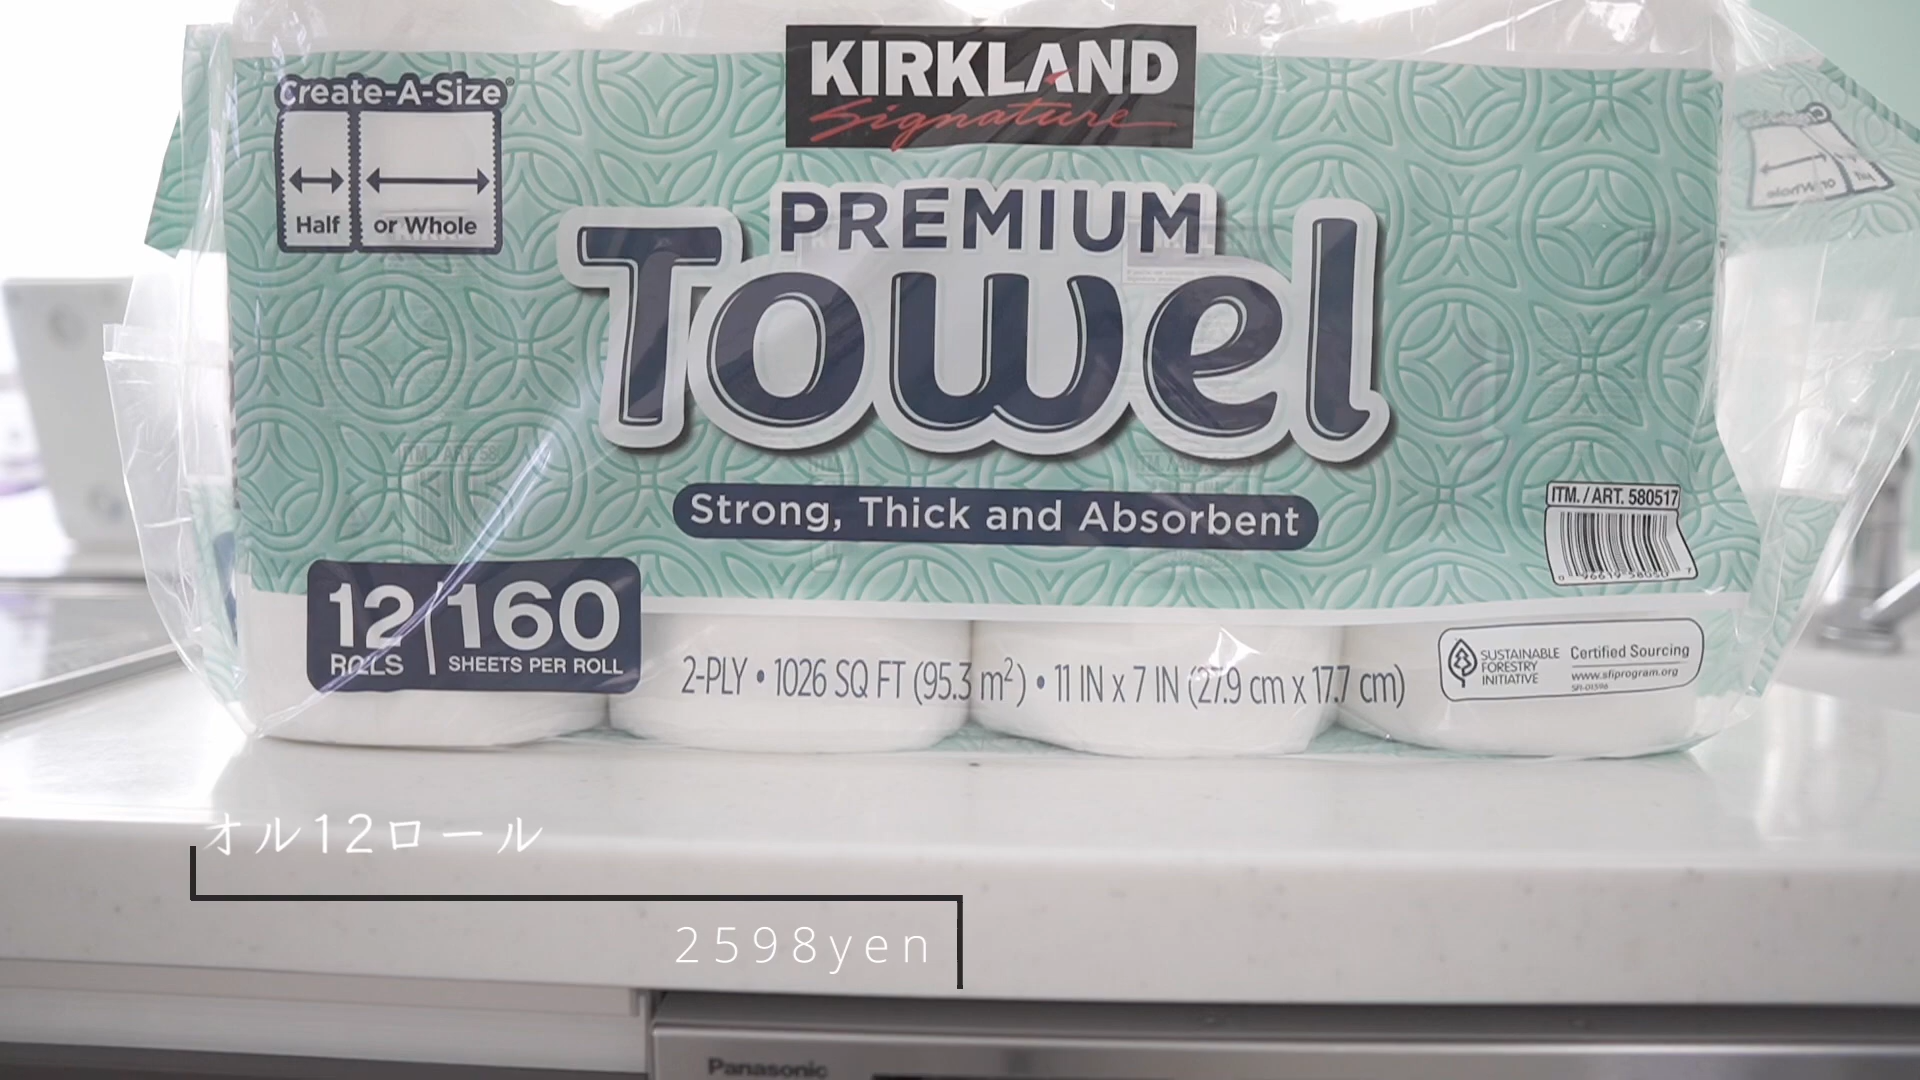 KIRKLAND
Signature
Create-A-Size®
Half
or Whole
PREMIUM
Towel
Strong, Thick and Absorbent
ITM. / ART. 580517
12
ROLLS
160
SHEETS PER ROLL
2-PLY • 1026 SQ FT (95.3 m²) • 11 IN x 7 IN (27.9 cm x 17.7 cm)
SUSTAINABLE
FORESTRY
INITIATIVE
Certified Sourcing
www.sfiprogram.org
SFI-01596
オル12ロール
2598yen
Panasonic